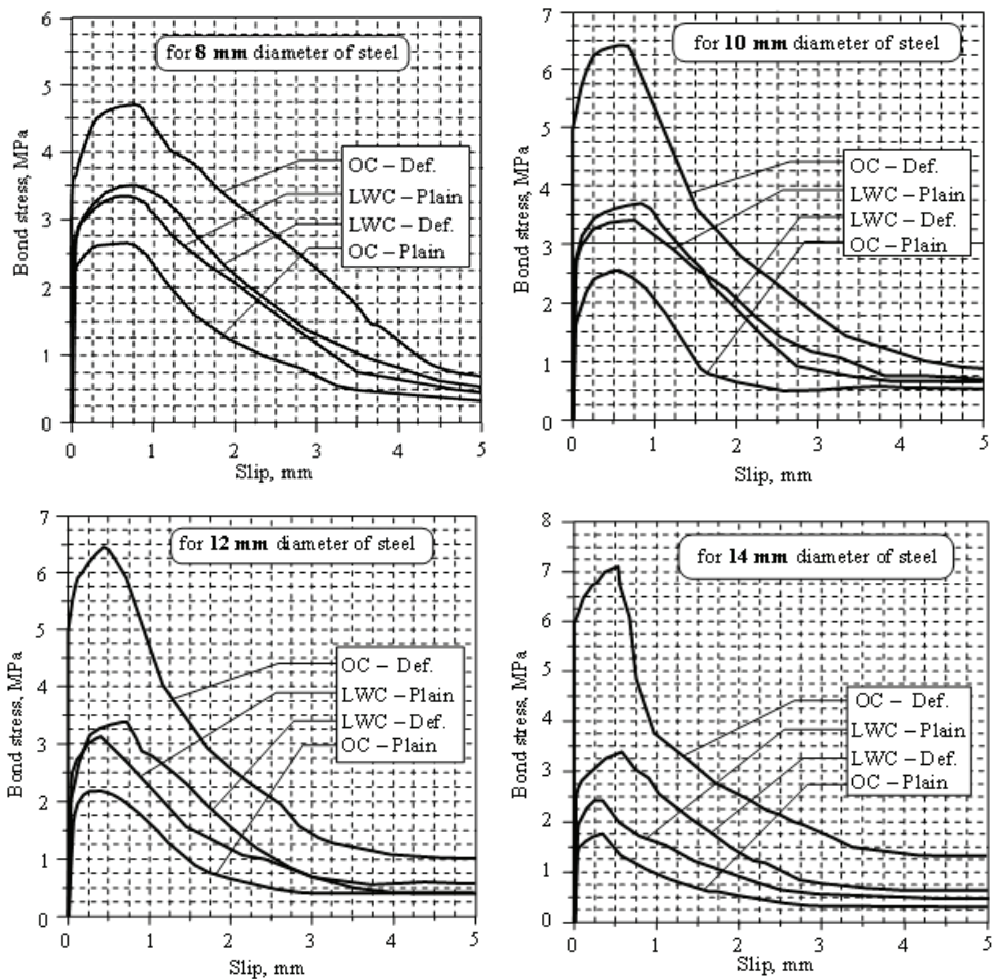 for 8 mm diameter of steel
Bond stress, MPa
6
5
4
3
2
1
0
OC – Def.
LWC – Plain
LWC – Def.
OC – Plain
0 1 2 3 4 5
Slip, mm
for 10 mm diameter of steel
Bond stress, MPa
7
6
5
4
3
2
1
0
OC – Def.
LWC – Plain
LWC – Def.
OC – Plain
0 1 2 3 4 5
Slip, mm
for 12 mm diameter of steel
Bond stress, MPa
7
6
5
4
3
2
1
0
OC – Def.
LWC – Plain
LWC – Def.
OC – Plain
0 1 2 3 4 5
Slip, mm
for 14 mm diameter of steel
Bond stress, MPa
8
7
6
5
4
3
2
1
0
OC – Def.
LWC – Plain
LWC – Def.
OC – Plain
0 1 2 3 4 5
Slip, mm